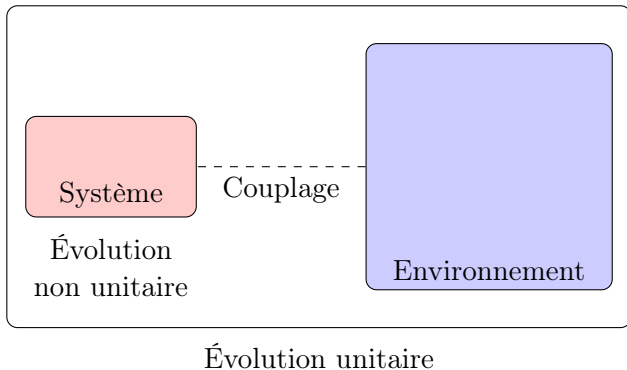 Système
Couplage
Évolution
non unitaire
Environnement
Évolution unitaire